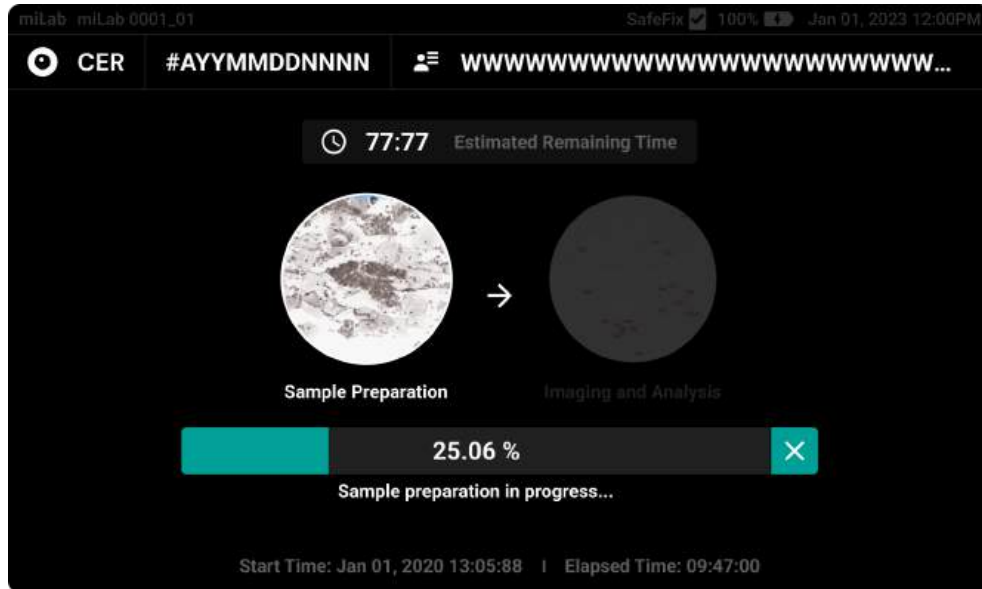 miLab miLab 0001_01 SafeFix 100% Jan 01, 2023 12:00PM
CER #AYYMMDDNNNN WWWWWWWWWWWWWWWWWWWWWW...
77:77 Estimated Remaining Time
Sample Preparation Imaging and Analysis
25.06 %
Sample preparation in progress...
Start Time: Jan 01, 2020 13:05:88 | Elapsed Time: 09:47:00